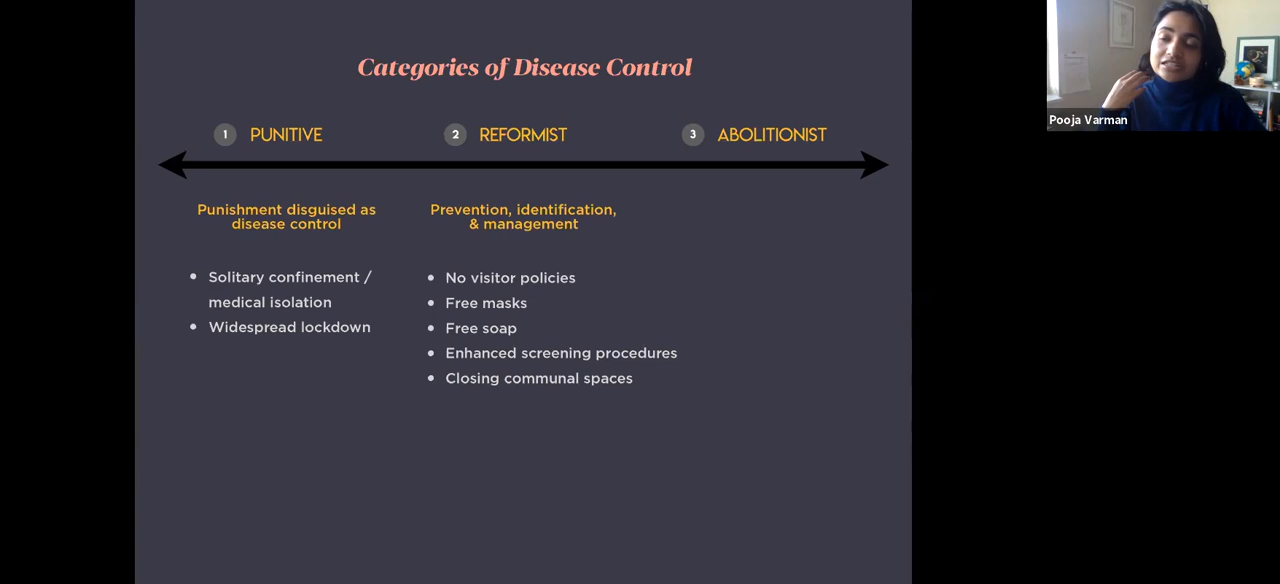 Categories of Disease Control
1 PUNITIVE
2 REFORMIST
3 ABOLITIONIST
Punishment disguised as
disease control
• Solitary confinement /
medical isolation
• Widespread lockdown
Prevention, identification,
& management
• No visitor policies
• Free masks
• Free soap
• Enhanced screening procedures
• Closing communal spaces
Pooja Varman